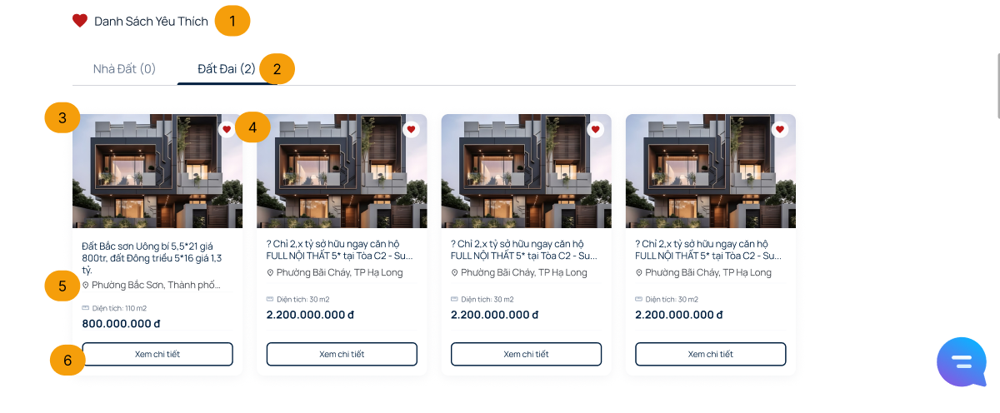 Danh Sách Yêu Thích 1
Nhà Đất (0) Đất Đai (2) 2
3
4
Đất Bắc sơn Uông bí 5,5*21 giá
800tr, đất Đông triều 5*16 giá 1,3
tỷ.
5
Phường Bắc Sơn, Thành phố...
Diện tích: 110 m2
800.000.000 đ
6
Xem chi tiết
? Chỉ 2,x tỷ sở hữu ngay căn hộ
FULL NỘI THẤT 5* tại Tòa C2 - Su...
Phường Bãi Cháy, TP Hạ Long
Diện tích: 30 m2
2.200.000.000 đ
Xem chi tiết
? Chỉ 2,x tỷ sở hữu ngay căn hộ
FULL NỘI THẤT 5* tại Tòa C2 - Su...
Phường Bãi Cháy, TP Hạ Long
Diện tích: 30 m2
2.200.000.000 đ
Xem chi tiết
? Chỉ 2,x tỷ sở hữu ngay căn hộ
FULL NỘI THẤT 5* tại Tòa C2 - Su...
Phường Bãi Cháy, TP Hạ Long
Diện tích: 30 m2
2.200.000.000 đ
Xem chi tiết